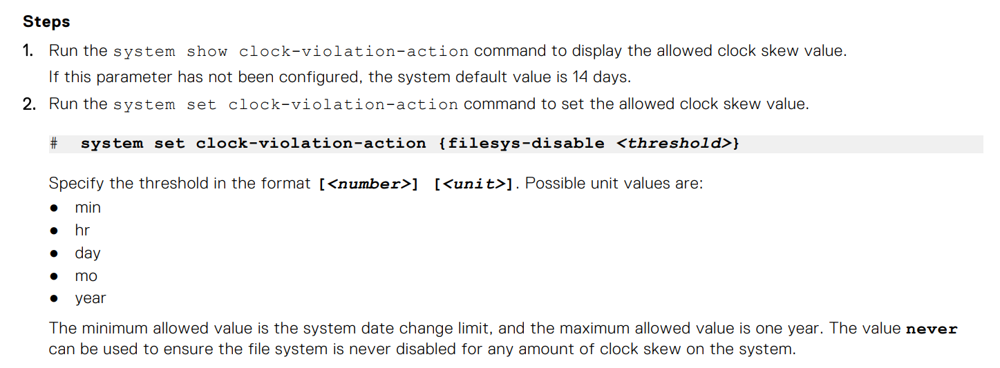 Steps
1. Run the system show clock-violation-action command to display the allowed clock skew value.
If this parameter has not been configured, the system default value is 14 days.
2. Run the system set clock-violation-action command to set the allowed clock skew value.
# system set clock-violation-action {filesys-disable <threshold>}
Specify the threshold in the format [<number>] [<unit>]. Possible unit values are:
● min
● hr
● day
● mo
● year
The minimum allowed value is the system date change limit, and the maximum allowed value is one year. The value never
can be used to ensure the file system is never disabled for any amount of clock skew on the system.